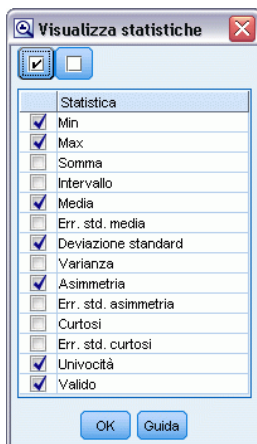 Visualizza statistiche
Statistica
Min
Max
Somma
Intervallo
Media
Err. std. media
Deviazione standard
Varianza
Asimmetria
Err. std. asimmetria
Curtosi
Err. std. curtosi
Univocità
Valido
OK Guida